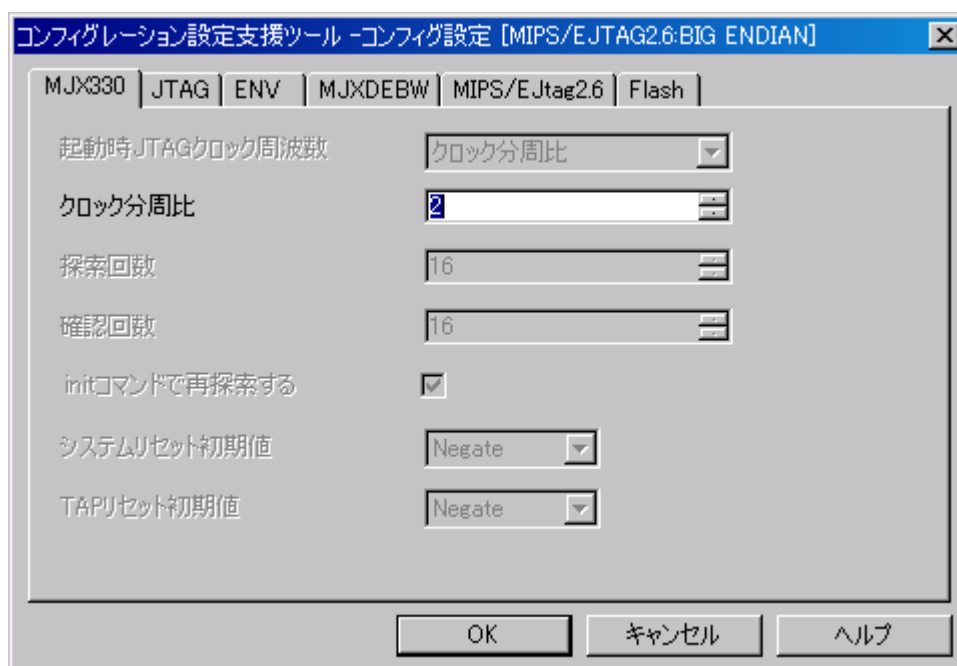 コンフィグレーション設定支援ツール -コンフィグ設定 [MIPS/EJTAG2.6:BIG ENDIAN]
MJX330 JTAG ENV MJXDEBW MIPS/EJtag2.6 Flash
起動時JTAGクロック周波数 クロック分周比
クロック分周比 2
探索回数 16
確認回数 16
initコマンドで再探索する
システムリセット初期値 Negate
TAPリセット初期値 Negate
OK キャンセル ヘルプ